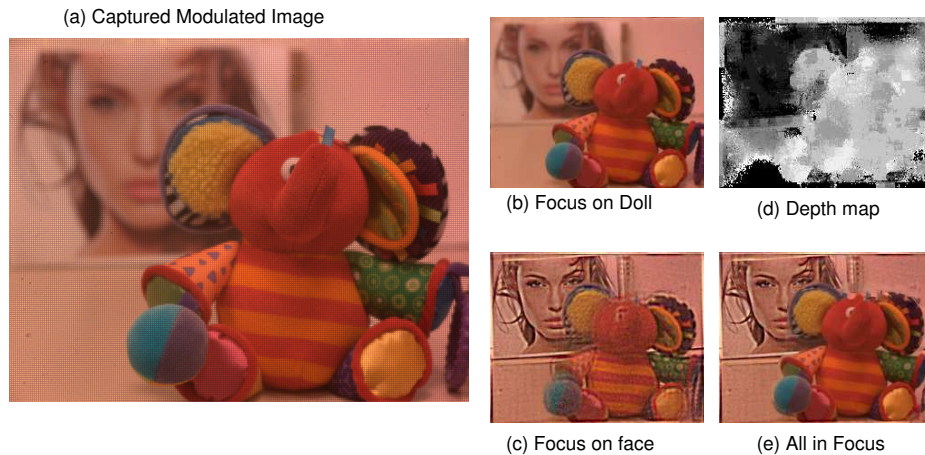 (a) Captured Modulated Image
(b) Focus on Doll
(d) Depth map
(c) Focus on face
(e) All in Focus